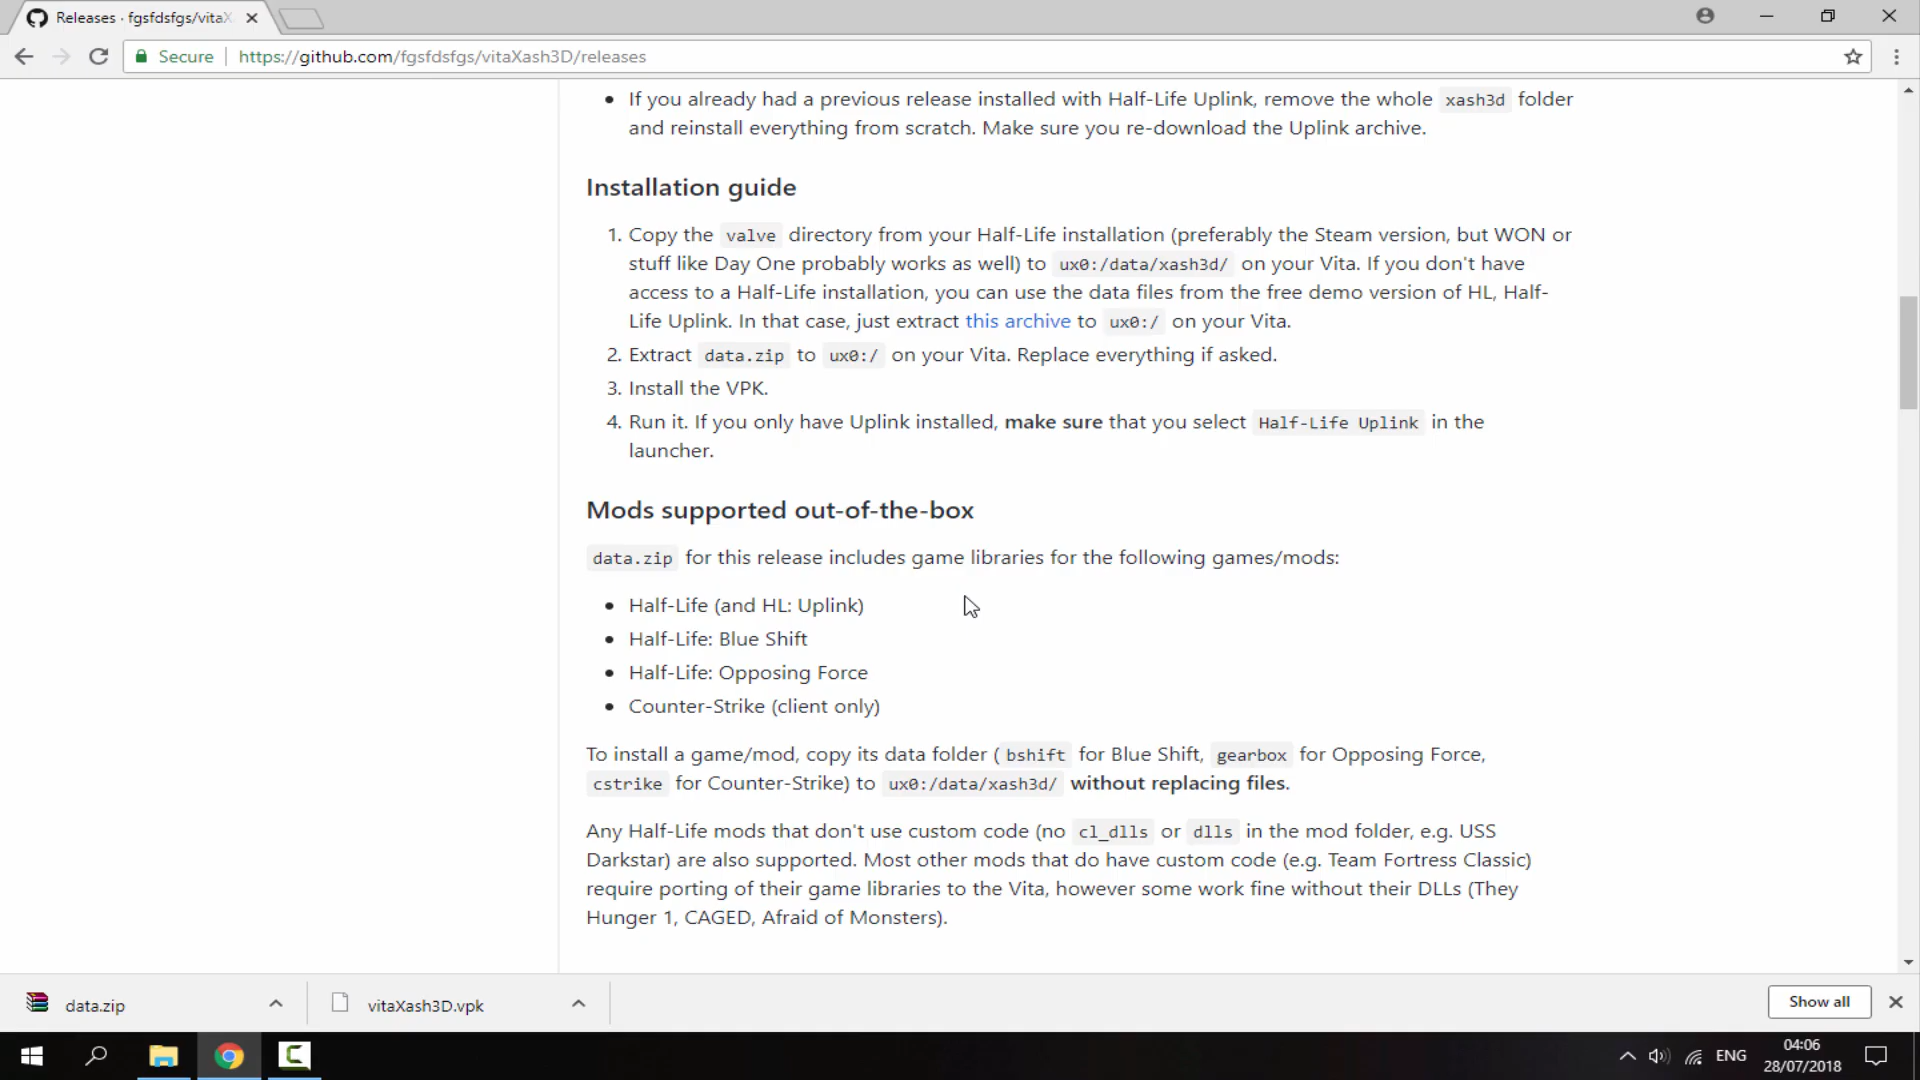 Releases · fgsfdsfgs/vitaX
Secure
https://github.com/fgsfdsfgs/vitaXash3D/releases
If you already had a previous release installed with Half-Life Uplink, remove the whole xash3d folder
and reinstall everything from scratch. Make sure you re-download the Uplink archive.
Installation guide
1. Copy the valve directory from your Half-Life installation (preferably the Steam version, but WON or
stuff like Day One probably works as well) to ux0:/data/xash3d/ on your Vita. If you don't have
access to a Half-Life installation, you can use the data files from the free demo version of HL, Half-
Life Uplink. In that case, just extract this archive to ux0:/ on your Vita.
2. Extract data.zip to ux0:/ on your Vita. Replace everything if asked.
3. Install the VPK.
4. Run it. If you only have Uplink installed, make sure that you select Half-Life Uplink in the
launcher.
Mods supported out-of-the-box
data.zip for this release includes game libraries for the following games/mods:
Half-Life (and HL: Uplink)
Half-Life: Blue Shift
Half-Life: Opposing Force
Counter-Strike (client only)
To install a game/mod, copy its data folder ( bshift for Blue Shift, gearbox for Opposing Force,
cstrike for Counter-Strike) to ux0:/data/xash3d/ without replacing files.
Any Half-Life mods that don't use custom code (no cl_dlls or dlls in the mod folder, e.g. USS
Darkstar) are also supported. Most other mods that do have custom code (e.g. Team Fortress Classic)
require porting of their game libraries to the Vita, however some work fine without their DLLs (They
Hunger 1, CAGED, Afraid of Monsters).
data.zip
vitaXash3D.vpk
Show all
ENG
04:06
28/07/2018